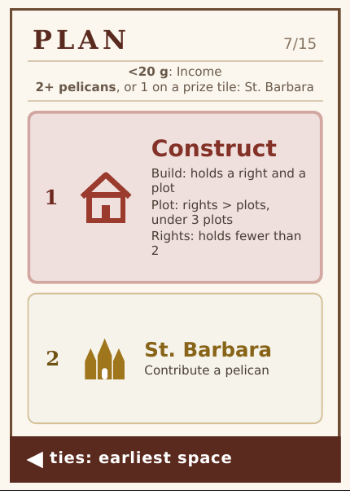 PLAN
7/15
<20 g: Income
2+ pelicans, or 1 on a prize tile: St. Barbara
1
Construct
Build: holds a right and a
plot
Plot: rights > plots,
under 3 plots
Rights: holds fewer than
2
2
St. Barbara
Contribute a pelican
◀ ties: earliest space